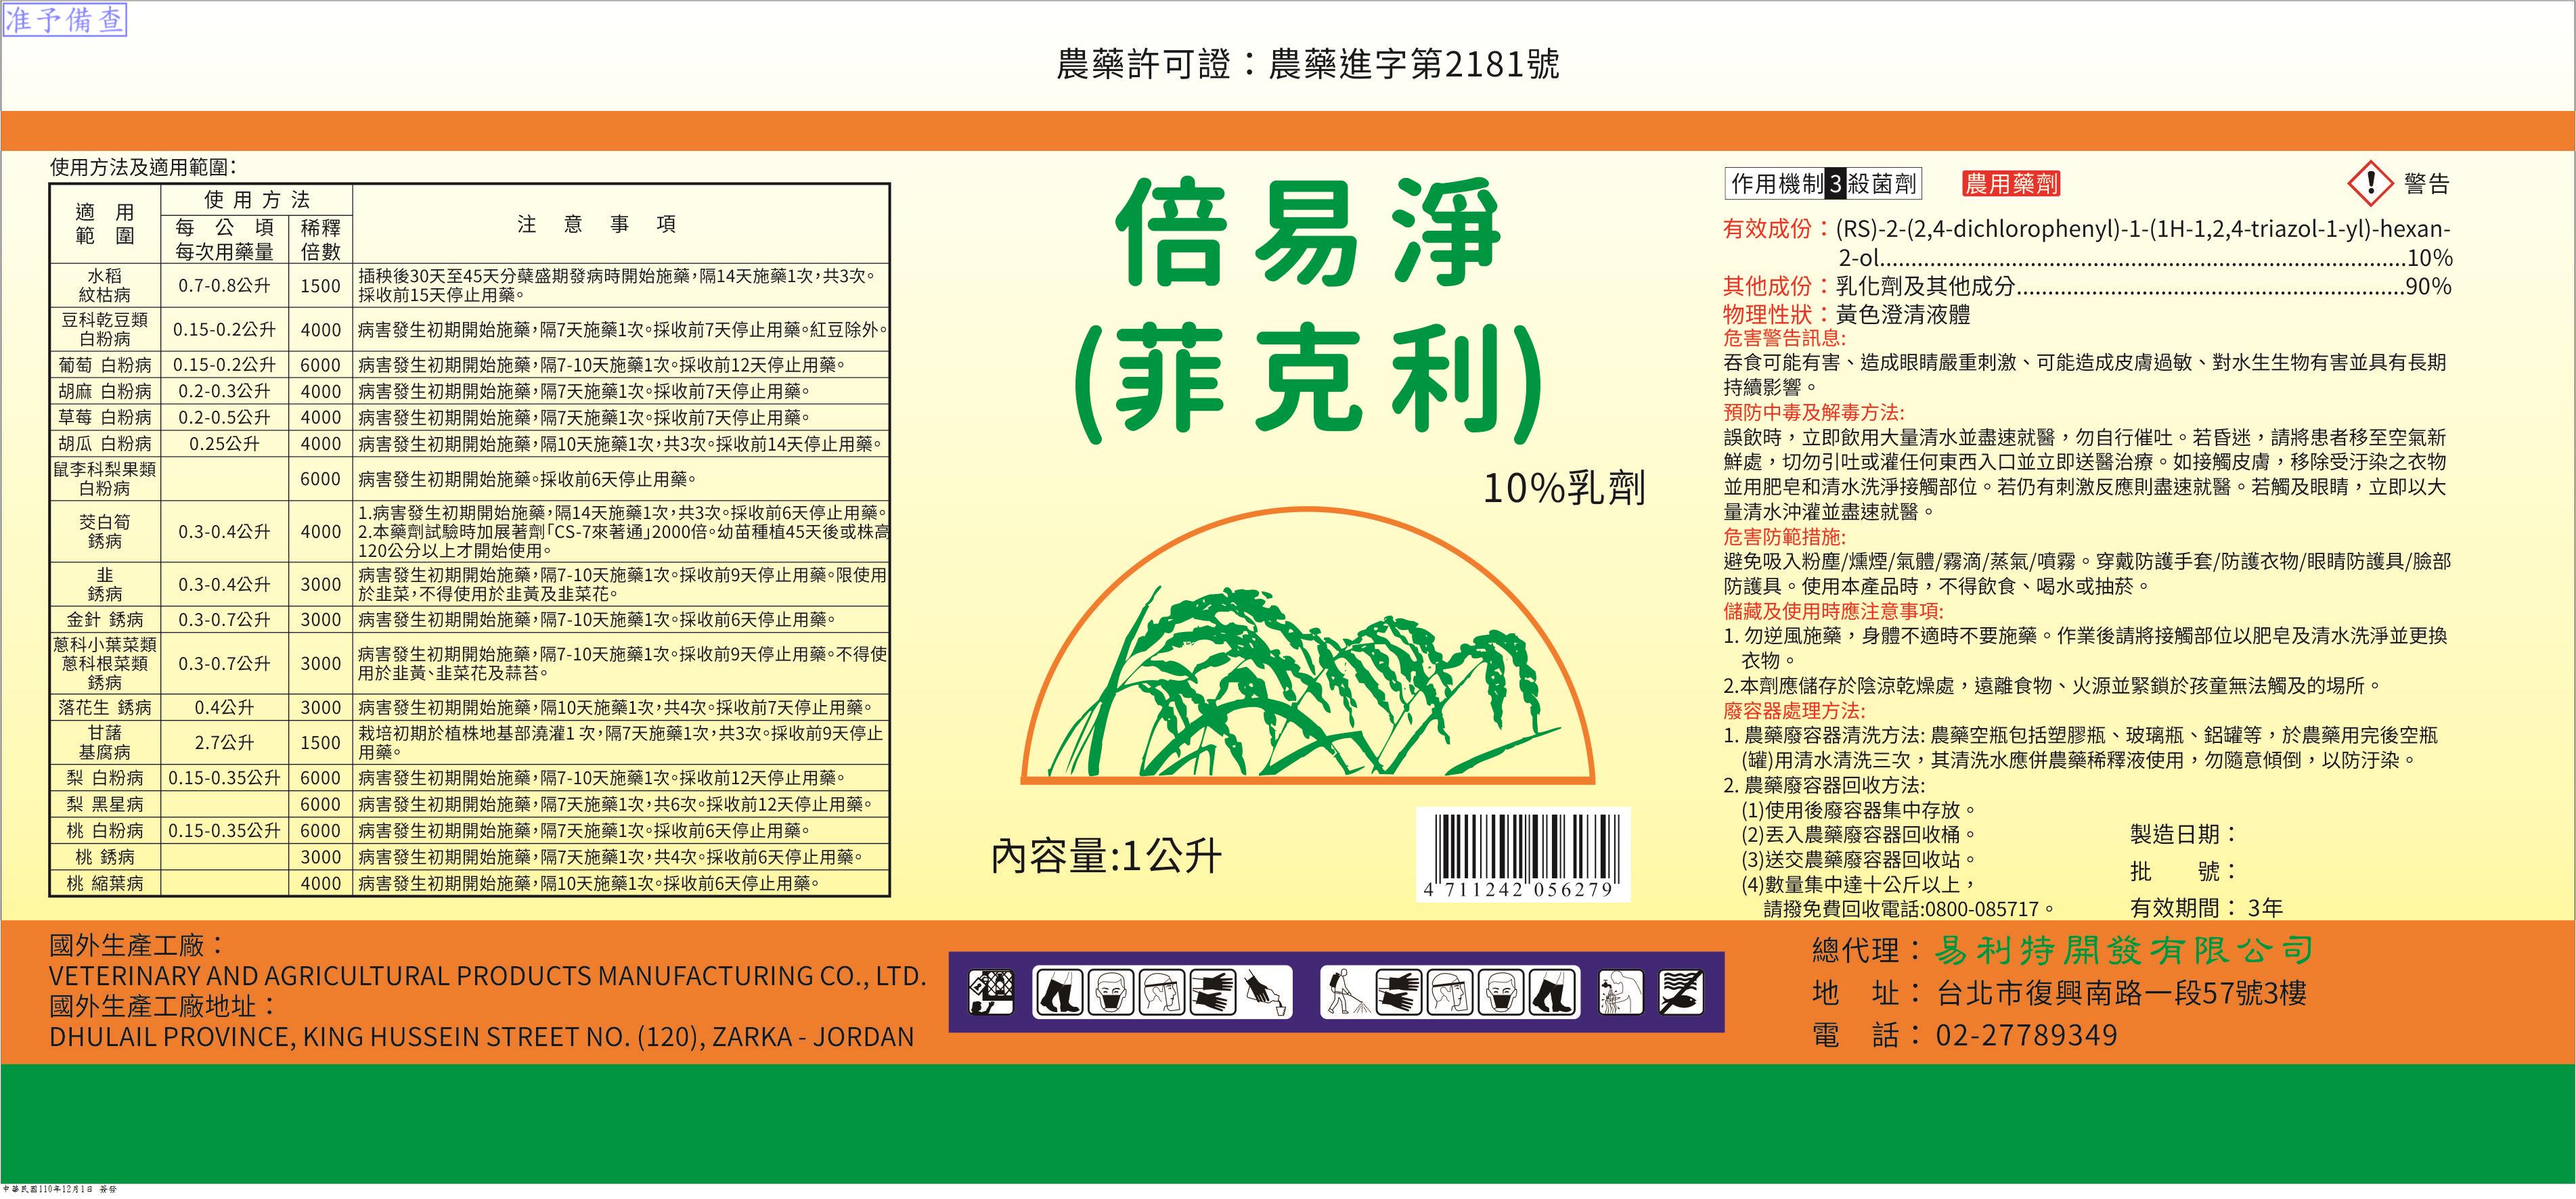 准予備查
農藥許可證：農藥進字第2181號
使用方法及適用範圍：
適用範圍 使用方法 注意事項
每公頃每次用藥量 稀釋倍數
水稻 紋枯病 0.7-0.8公升 1500 插秧後30天至45天分蘗盛期發病時開始施藥，隔14天施藥1次，共3次。
採收前15天停止用藥。
豆科乾豆類 白粉病 0.15-0.2公升 4000 病害發生初期開始施藥，隔7天施藥1次。採收前7天停止用藥。紅豆除外。
葡萄 白粉病 0.15-0.2公升 6000 病害發生初期開始施藥，隔7-10天施藥1次。採收前12天停止用藥。
胡麻 白粉病 0.2-0.3公升 4000 病害發生初期開始施藥，隔7天施藥1次。採收前7天停止用藥。
草莓 白粉病 0.2-0.5公升 4000 病害發生初期開始施藥，隔7天施藥1次。採收前7天停止用藥。
胡瓜 白粉病 0.25公升 4000 病害發生初期開始施藥，隔10天施藥1次，共3次。採收前14天停止用藥。
鼠李科梨果類 白粉病 6000 病害發生初期開始施藥。採收前6天停止用藥。
茭白筍 銹病 0.3-0.4公升 4000 1.病害發生初期開始施藥，隔14天施藥1次，共3次。採收前6天停止用藥。
2.本藥劑試驗時加展著劑「CS-7來著通」2000倍。幼苗種植45天後或株高
120公分以上才開始使用。
韭 銹病 0.3-0.4公升 3000 病害發生初期開始施藥，隔7-10天施藥1次。採收前9天停止用藥。限使用
於韭菜，不得使用於韭黃及韭菜花。
金針 銹病 0.3-0.7公升 3000 病害發生初期開始施藥，隔7-10天施藥1次。採收前6天停止用藥。
蔥科小葉菜類 蔥科根菜類 銹病 0.3-0.7公升 3000 病害發生初期開始施藥，隔7-10天施藥1次。採收前9天停止用藥。不得使
用於韭黃、韭菜花及蒜苔。
落花生 銹病 0.4公升 3000 病害發生初期開始施藥，隔10天施藥1次，共4次。採收前7天停止用藥。
甘藷 基腐病 2.7公升 1500 栽培初期於植株地基部澆灌1 次，隔7天施藥1次，共3次。採收前9天停止
用藥。
梨 白粉病 0.15-0.35公升 6000 病害發生初期開始施藥，隔7-10天施藥1次。採收前12天停止用藥。
梨 黑星病 6000 病害發生初期開始施藥，隔7天施藥1次，共6次。採收前12天停止用藥。
桃 白粉病 0.15-0.35公升 6000 病害發生初期開始施藥，隔7天施藥1次。採收前6天停止用藥。
桃 銹病 3000 病害發生初期開始施藥，隔7天施藥1次，共4次。採收前6天停止用藥。
桃 縮葉病 4000 病害發生初期開始施藥，隔10天施藥1次。採收前6天停止用藥。
倍易淨
(菲克利)
10%乳劑
內容量:1公升
4 711242 056279
作用機制3殺菌劑 農用藥劑 警告
有效成份：(RS)-2-(2,4-dichlorophenyl)-1-(1H-1,2,4-triazol-1-yl)-hexan-
2-ol......10%
其他成份：乳化劑及其他成分......90%
物理性狀：黃色澄清液體
危害警告訊息:
吞食可能有害、造成眼睛嚴重刺激、可能造成皮膚過敏、對水生生物有害並具有長期
持續影響。
預防中毒及解毒方法:
誤飲時，立即飲用大量清水並盡速就醫，勿自行催吐。若昏迷，請將患者移至空氣新
鮮處，切勿引吐或灌任何東西入口並立即送醫治療。如接觸皮膚，移除受汙染之衣物
並用肥皂和清水洗淨接觸部位。若仍有刺激反應則盡速就醫。若觸及眼睛，立即以大
量清水沖灌並盡速就醫。
危害防範措施:
避免吸入粉塵/燻煙/氣體/霧滴/蒸氣/噴霧。穿戴防護手套/防護衣物/眼睛防護具/臉部
防護具。使用本產品時，不得飲食、喝水或抽菸。
儲藏及使用時應注意事項:
1. 勿逆風施藥，身體不適時不要施藥。作業後請將接觸部位以肥皂及清水洗淨並更換
衣物。
2.本劑應儲存於陰涼乾燥處，遠離食物、火源並緊鎖於孩童無法觸及的場所。
廢容器處理方法:
1. 農藥廢容器清洗方法: 農藥空瓶包括塑膠瓶、玻璃瓶、鋁罐等，於農藥用完後空瓶
(罐)用清水清洗三次，其清洗水應併農藥稀釋液使用，勿隨意傾倒，以防汙染。
2. 農藥廢容器回收方法:
(1)使用後廢容器集中存放。
(2)丟入農藥廢容器回收桶。
(3)送交農藥廢容器回收站。
(4)數量集中達十公斤以上，
請撥免費回收電話:0800-085717。
製造日期：
批　號：
有效期間：3年
國外生產工廠：
VETERINARY AND AGRICULTURAL PRODUCTS MANUFACTURING CO., LTD.
國外生產工廠地址：
DHULAIL PROVINCE, KING HUSSEIN STREET NO. (120), ZARKA - JORDAN
總代理：易利特開發有限公司
地　址：台北市復興南路一段57號3樓
電　話：02-27789349
中華民國110年12月1日 簽發